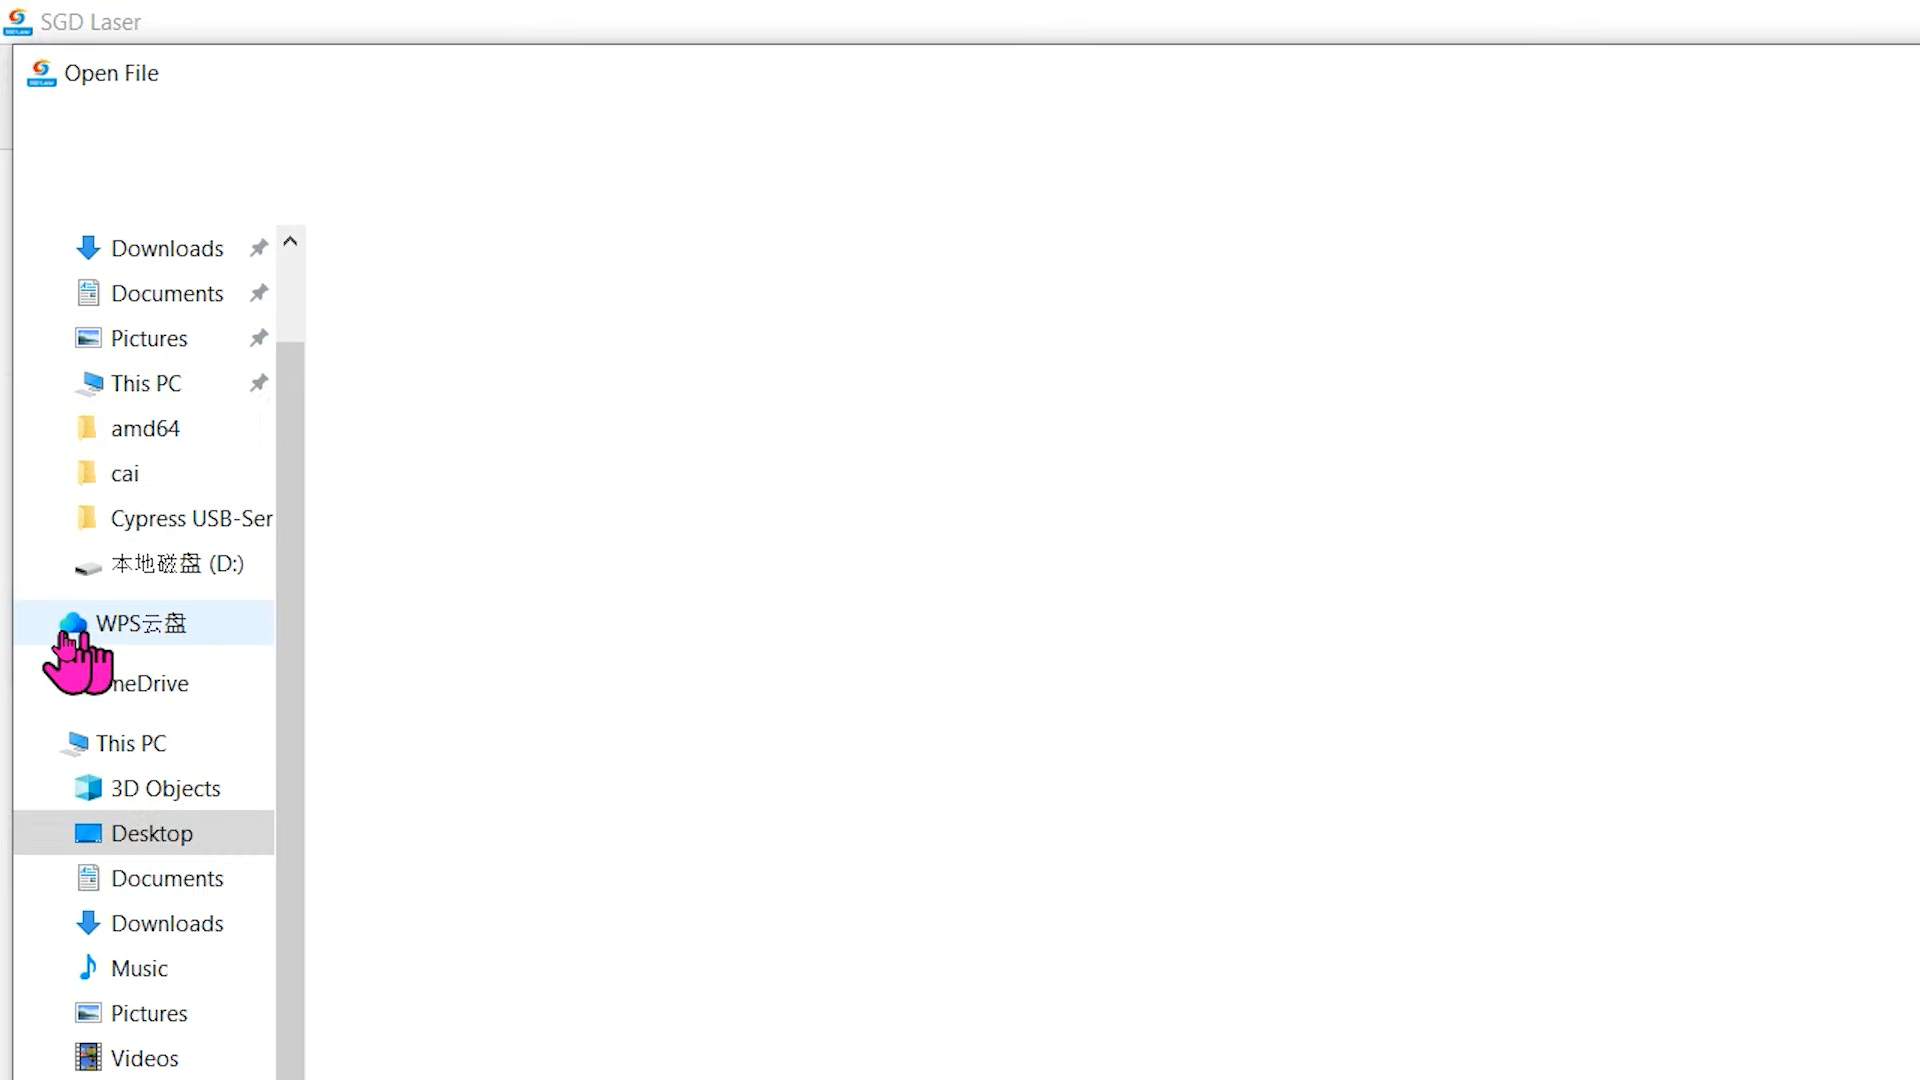 SGD Laser
Open File
Downloads
Documents
Pictures
This PC
amd64
cai
Cypress USB-Ser
本地磁盘 (D:)
WPS云盘
neDrive
This PC
3D Objects
Desktop
Documents
Downloads
Music
Pictures
Videos